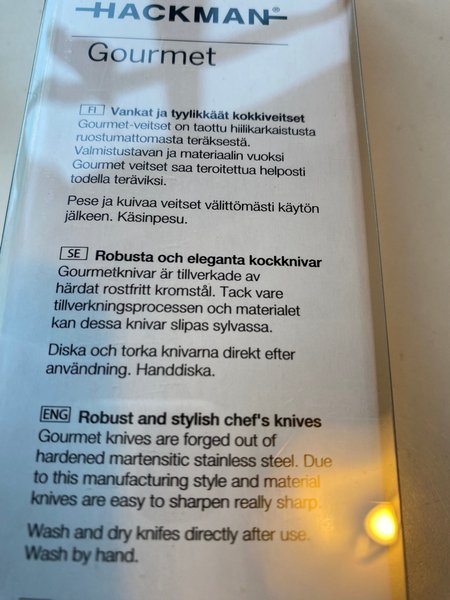 HACKMAN®
Gourmet
FI Vankat ja tyylikkäät kokkiveitset
Gourmet-veitset on taottu hiilikarkaistusta
ruostumattomasta teräksestä.
Valmistustavan ja materiaalin vuoksi
Gourmet veitset saa teroitettua helposti
todella teräviksi.
Pese ja kuivaa veitset välittömästi käytön
jälkeen. Käsinpesu.
SE Robusta och eleganta kockknivar
Gourmetknivar är tillverkade av
härdat rostfritt kromstål. Tack vare
tillverkningsprocessen och materialet
kan dessa knivar slipas sylvassa.
Diska och torka knivarna direkt efter
användning. Handdiska.
ENG Robust and stylish chef's knives
Gourmet knives are forged out of
hardened martensitic stainless steel. Due
to this manufacturing style and material
knives are easy to sharpen really sharp.
Wash and dry knifes directly after use.
Wash by hand.